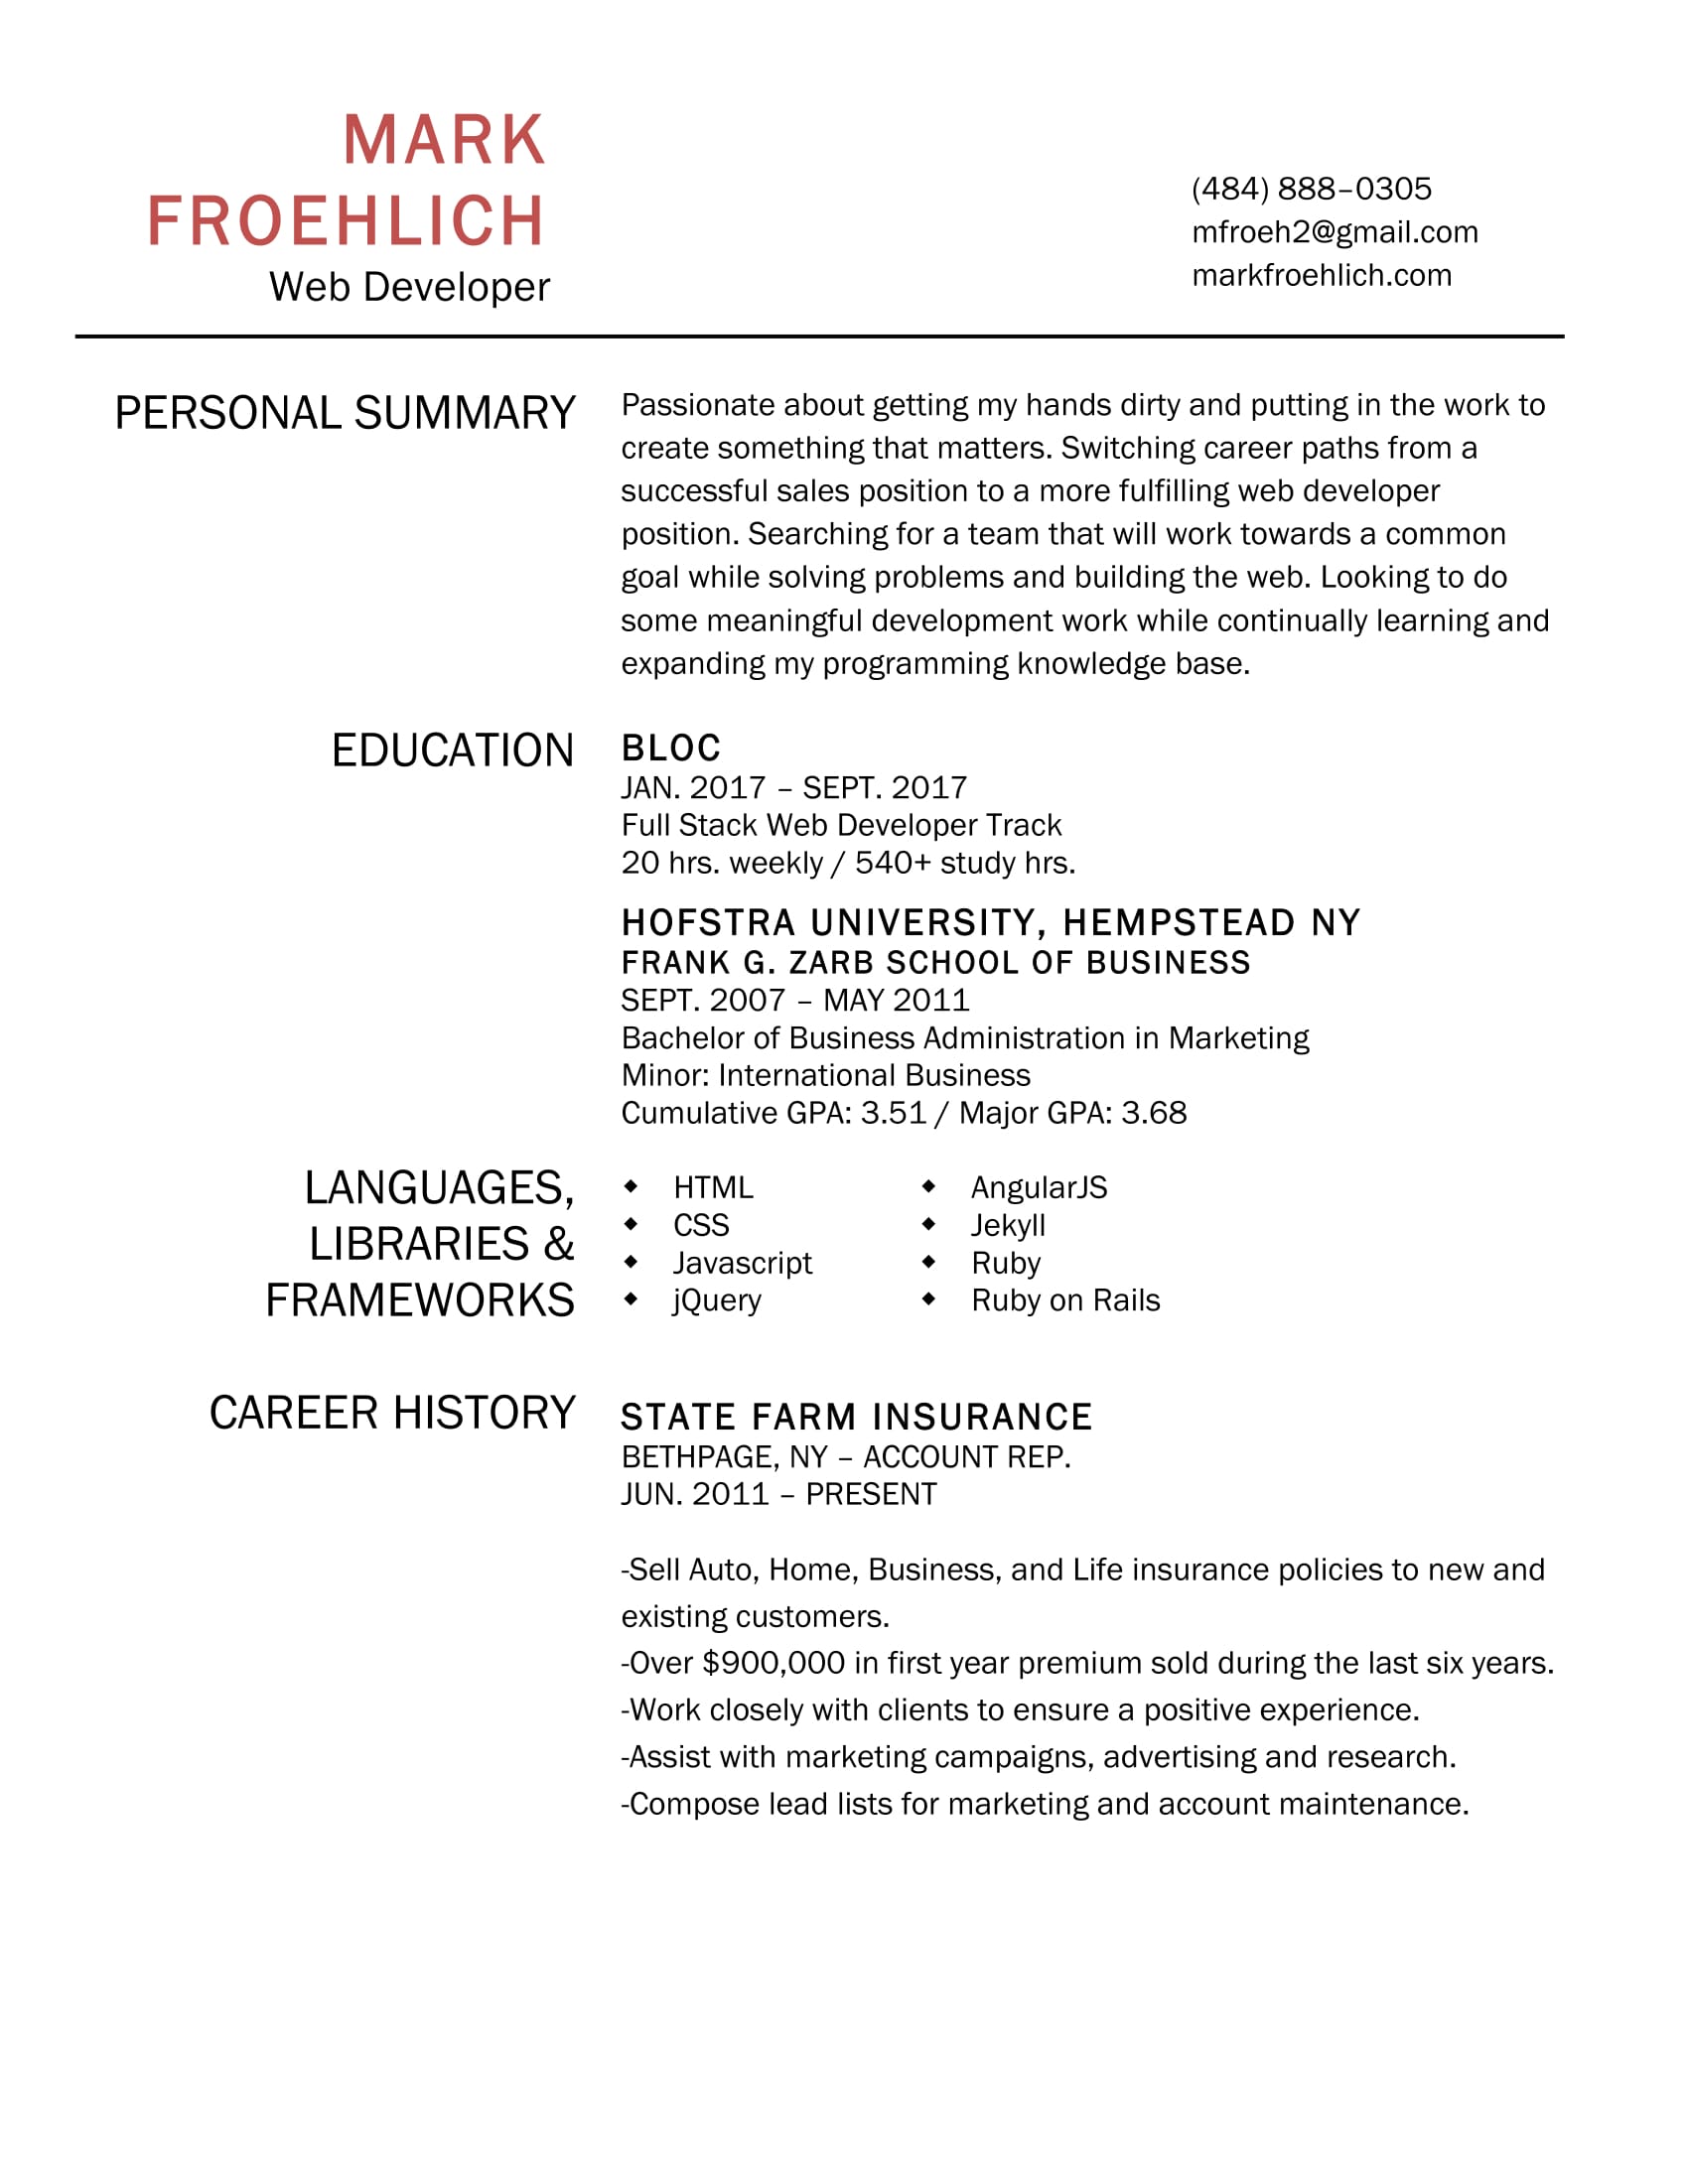 MARK
FROEHLICH
Web Developer
(484) 888–0305
mfroeh2@gmail.com
markfroehlich.com
PERSONAL SUMMARY
Passionate about getting my hands dirty and putting in the work to
create something that matters. Switching career paths from a
successful sales position to a more fulfilling web developer
position. Searching for a team that will work towards a common
goal while solving problems and building the web. Looking to do
some meaningful development work while continually learning and
expanding my programming knowledge base.
EDUCATION
BLOC
JAN. 2017 – SEPT. 2017
Full Stack Web Developer Track
20 hrs. weekly / 540+ study hrs.
HOFSTRA UNIVERSITY, HEMPSTEAD NY
FRANK G. ZARB SCHOOL OF BUSINESS
SEPT. 2007 – MAY 2011
Bachelor of Business Administration in Marketing
Minor: International Business
Cumulative GPA: 3.51 / Major GPA: 3.68
LANGUAGES,
LIBRARIES &
FRAMEWORKS
◆ HTML
◆ CSS
◆ Javascript
◆ jQuery
◆ AngularJS
◆ Jekyll
◆ Ruby
◆ Ruby on Rails
CAREER HISTORY
STATE FARM INSURANCE
BETHPAGE, NY – ACCOUNT REP.
JUN. 2011 – PRESENT
-Sell Auto, Home, Business, and Life insurance policies to new and
existing customers.
-Over $900,000 in first year premium sold during the last six years.
-Work closely with clients to ensure a positive experience.
-Assist with marketing campaigns, advertising and research.
-Compose lead lists for marketing and account maintenance.